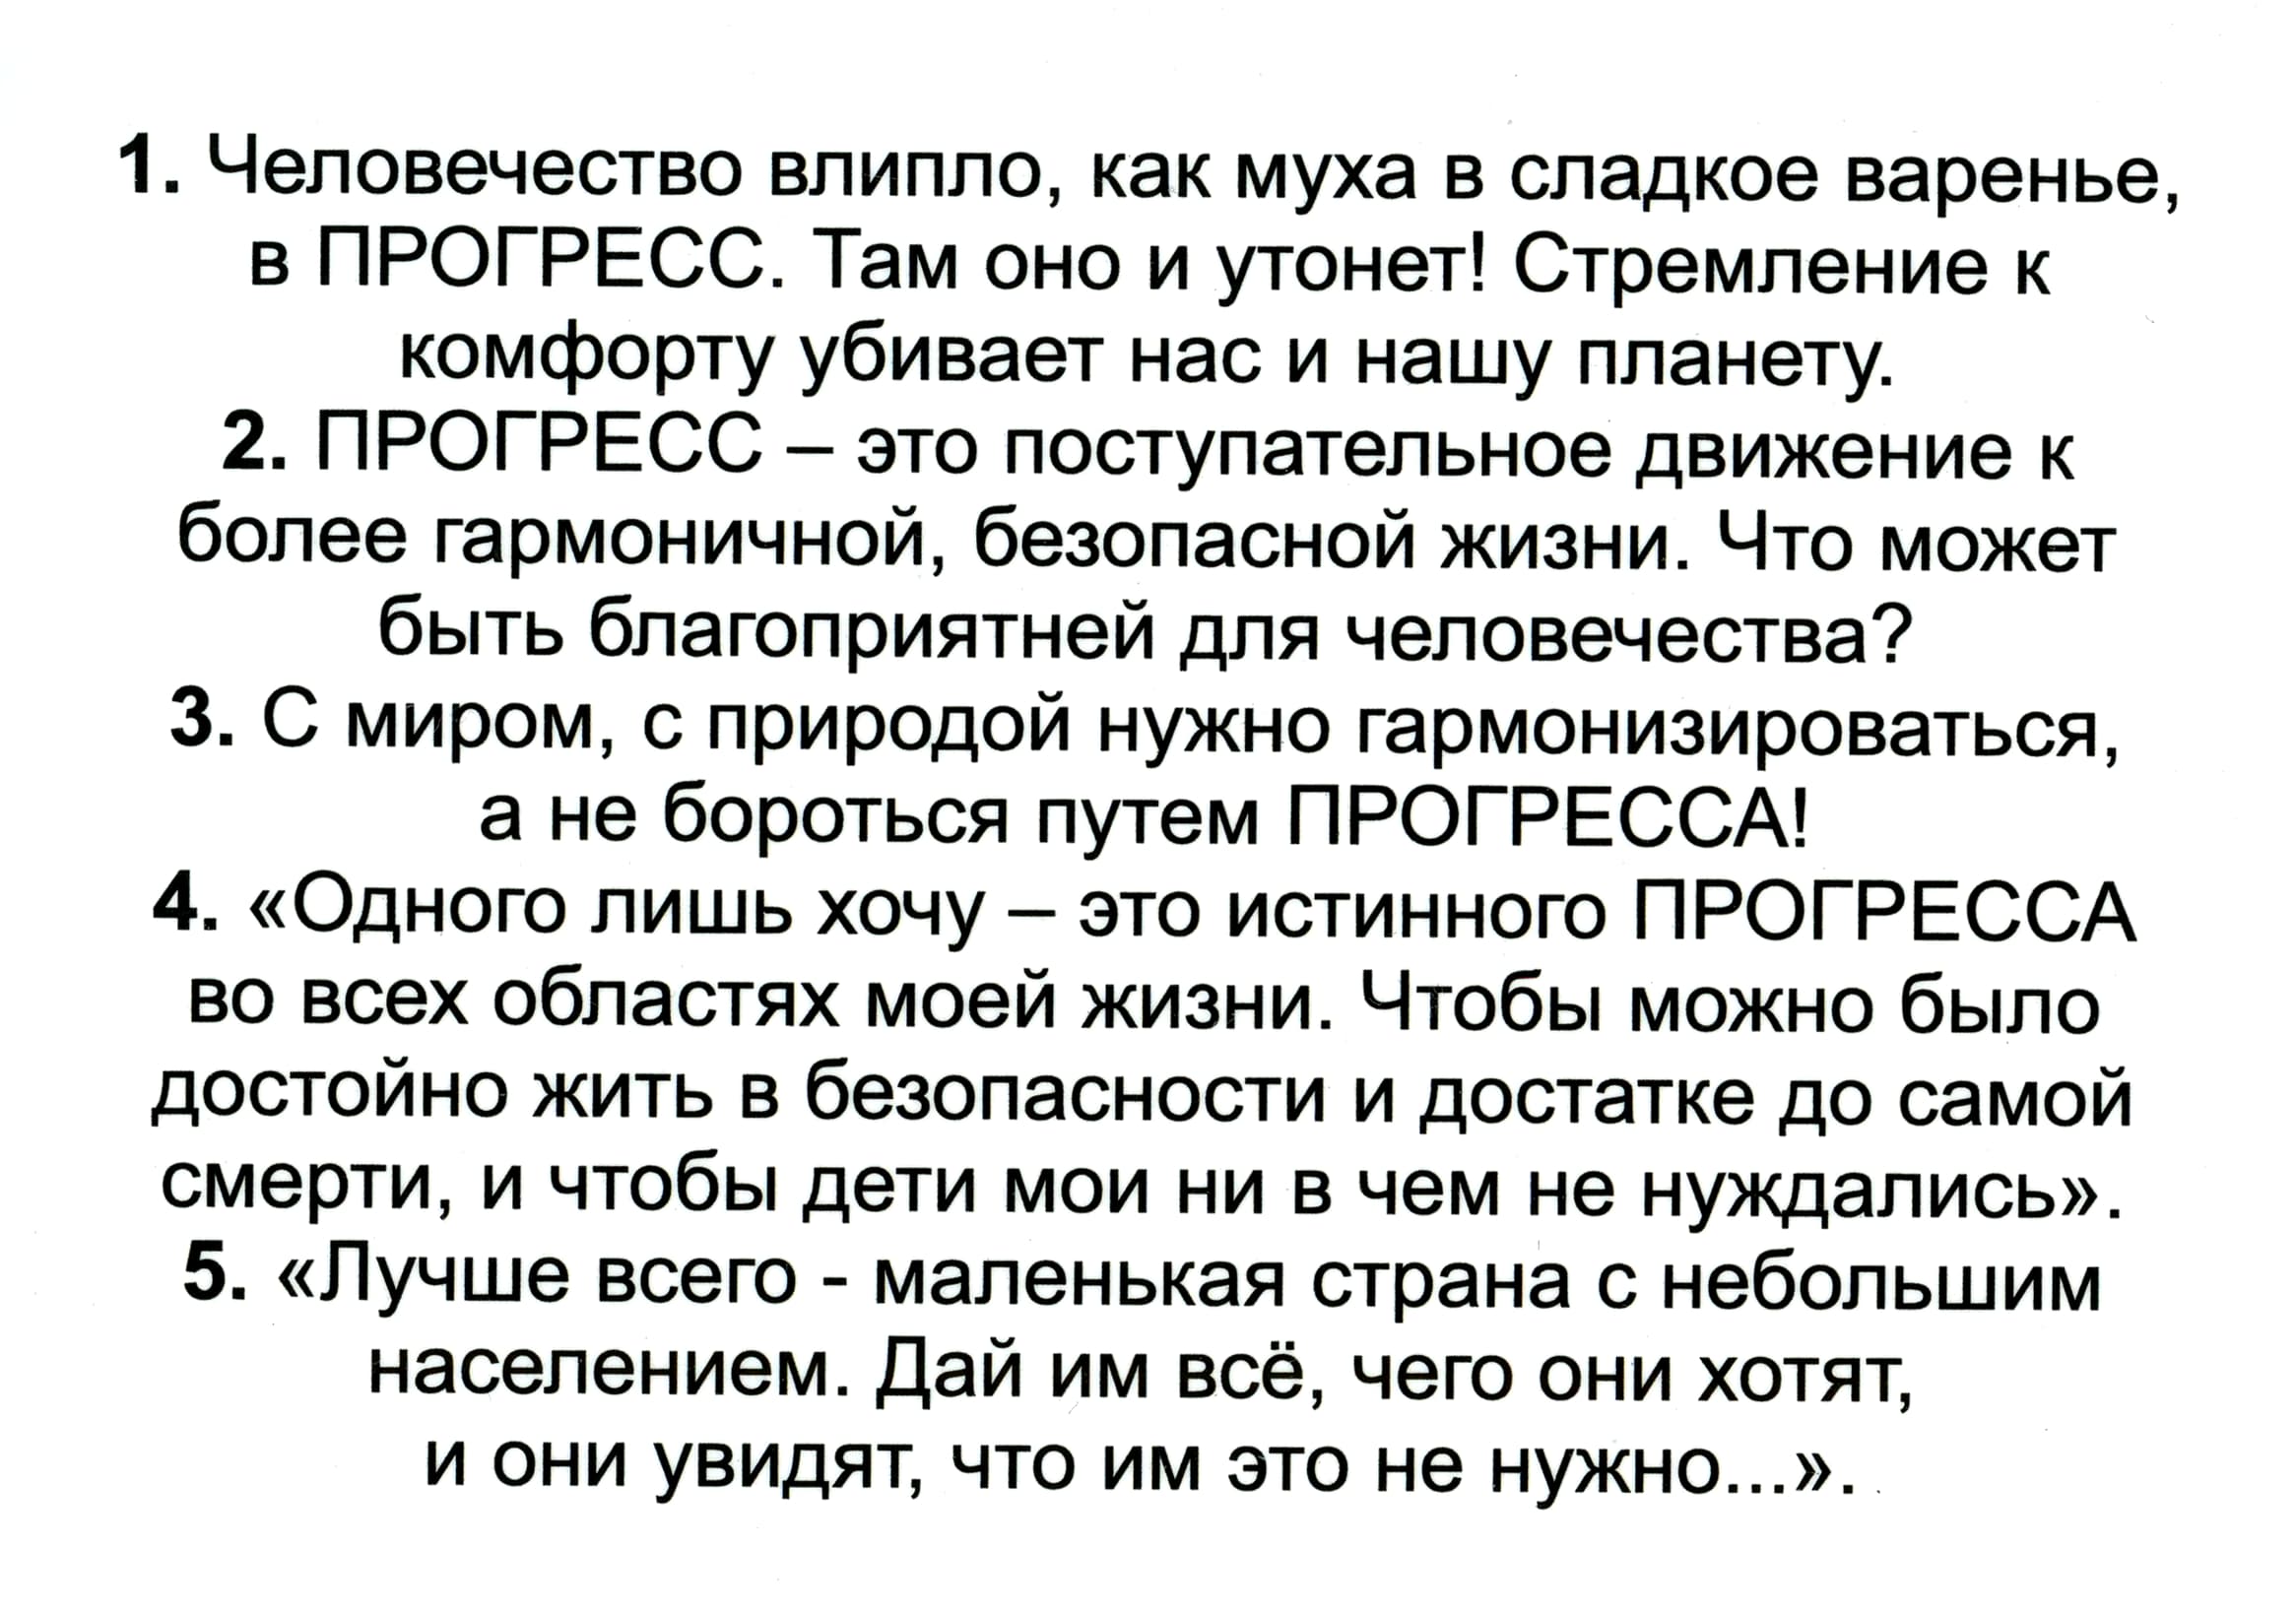 1. Человечество влипло, как муха в сладкое варенье,
в ПРОГРЕСС. Там оно и утонет! Стремление к
комфорту убивает нас и нашу планету.
2. ПРОГРЕСС – это поступательное движение к
более гармоничной, безопасной жизни. Что может
быть благоприятней для человечества?
3. С миром, с природой нужно гармонизироваться,
а не бороться путем ПРОГРЕССА!
4. «Одного лишь хочу – это истинного ПРОГРЕССА
во всех областях моей жизни. Чтобы можно было
достойно жить в безопасности и достатке до самой
смерти, и чтобы дети мои ни в чем не нуждались».
5. «Лучше всего - маленькая страна с небольшим
населением. Дай им всё, чего они хотят,
и они увидят, что им это не нужно...».